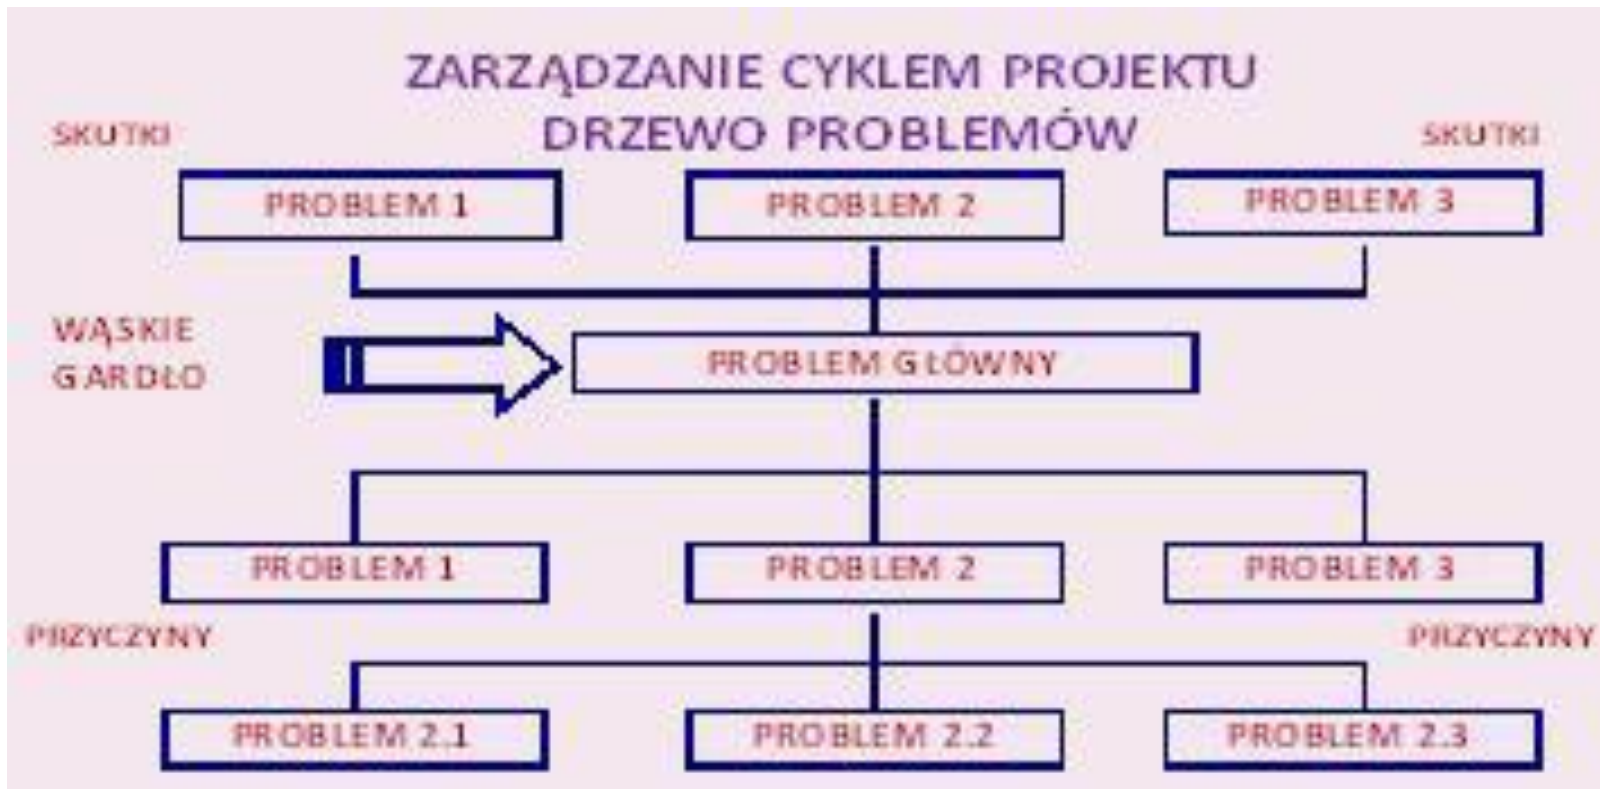 ZARZĄDZANIE CYKLEM PROJEKTU
DRZEWO PROBLEMÓW
SKUTKI
SKUTKI
PROBLEM 1
PROBLEM 2
PROBLEM 3
WĄSKIE
GARDŁO
PROBLEM GŁÓWNY
PROBLEM 1
PROBLEM 2
PROBLEM 3
PRZYCZYNY
PRZYCZYNY
PROBLEM 2.1
PROBLEM 2.2
PROBLEM 2.3